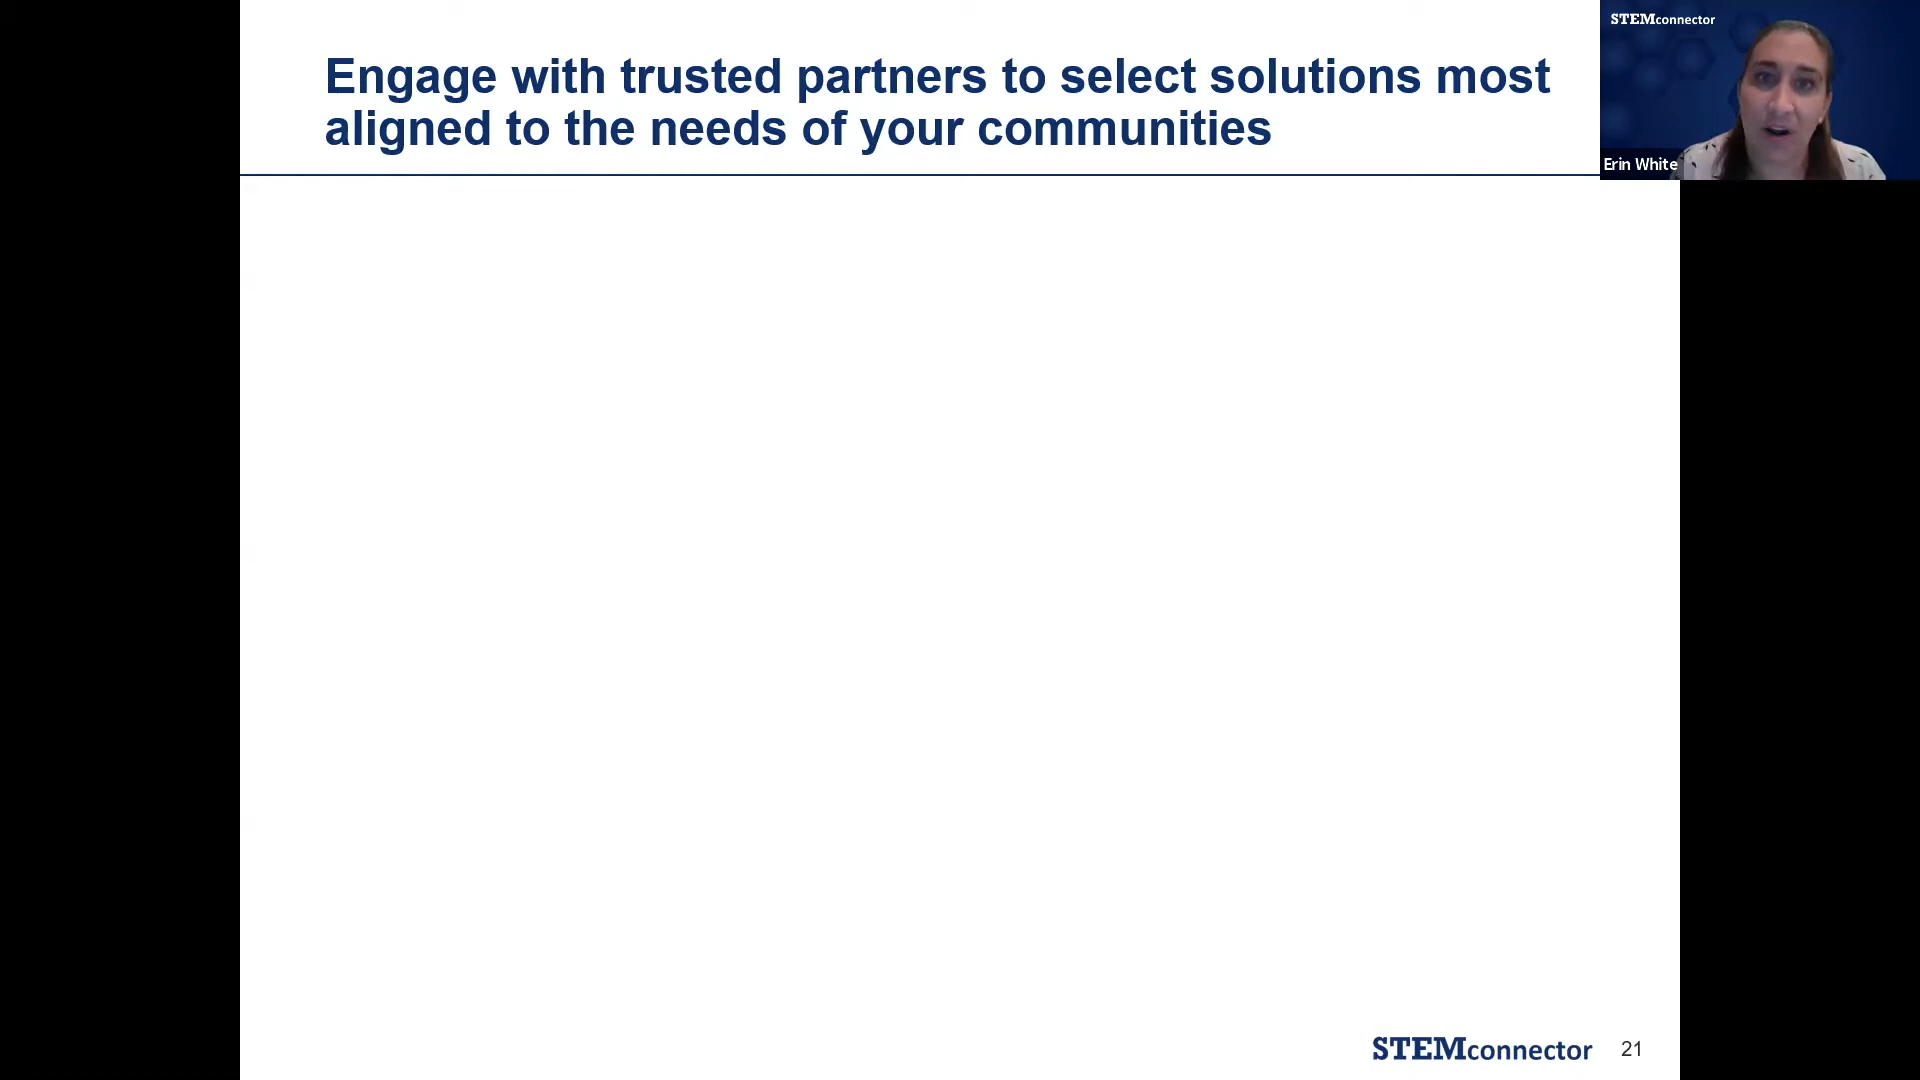 Engage with trusted partners to select solutions most
aligned to the needs of your communities
STEMconnector
Erin White
STEMconnector
21